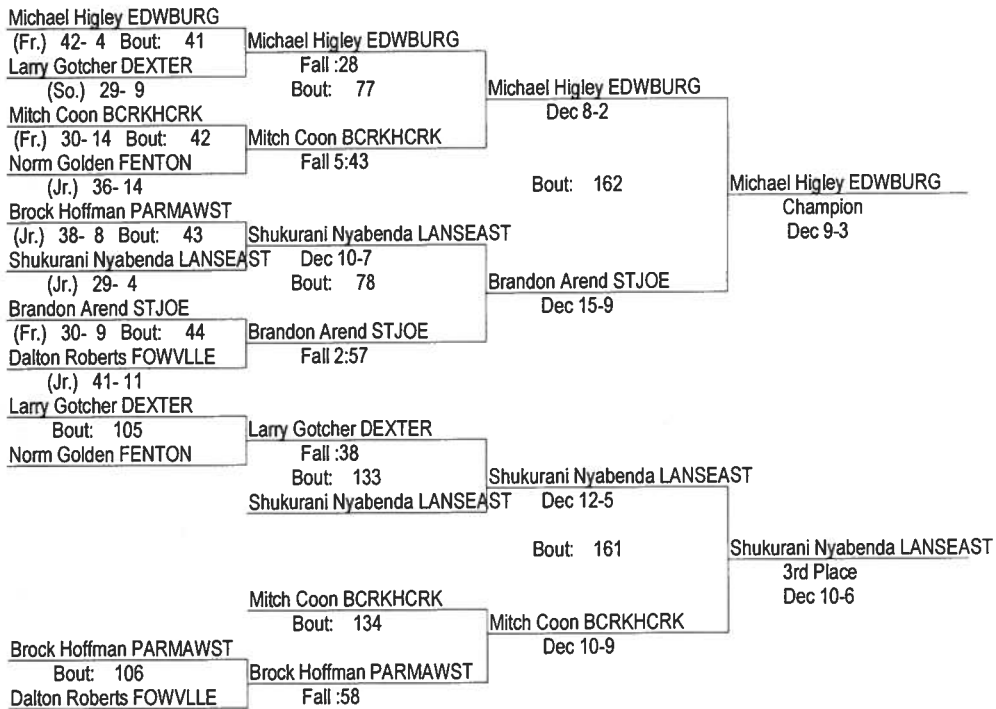 Michael Higley EDWBURG
(Fr.) 42- 4 Bout: 41
Larry Gotcher DEXTER
(So.) 29- 9
Mitch Coon BCRKHCRK
(Fr.) 30- 14 Bout: 42
Norm Golden FENTON
(Jr.) 36- 14
Brock Hoffman PARMAWST
(Jr.) 38- 8 Bout: 43
Shukurani Nyabenda LANSEAST
(Jr.) 29- 4
Brandon Arend STJOE
(Fr.) 30- 9 Bout: 44
Dalton Roberts FOWVLLE
(Jr.) 41- 11
Michael Higley EDWBURG
Fall :28
Bout: 77
Mitch Coon BCRKHCRK
Fall 5:43
Shukurani Nyabenda LANSEAST
Dec 10-7
Bout: 78
Brandon Arend STJOE
Fall 2:57
Michael Higley EDWBURG
Dec 8-2
Bout: 162
Brandon Arend STJOE
Dec 15-9
Michael Higley EDWBURG
Champion
Dec 9-3
Larry Gotcher DEXTER
Bout: 105
Norm Golden FENTON
Brock Hoffman PARMAWST
Bout: 106
Dalton Roberts FOWVLLE
Larry Gotcher DEXTER
Fall :38
Bout: 133
Shukurani Nyabenda LANSEAST
Mitch Coon BCRKHCRK
Bout: 134
Brock Hoffman PARMAWST
Fall :58
Shukurani Nyabenda LANSEAST
Dec 12-5
Bout: 161
Mitch Coon BCRKHCRK
Dec 10-9
Shukurani Nyabenda LANSEAST
3rd Place
Dec 10-6